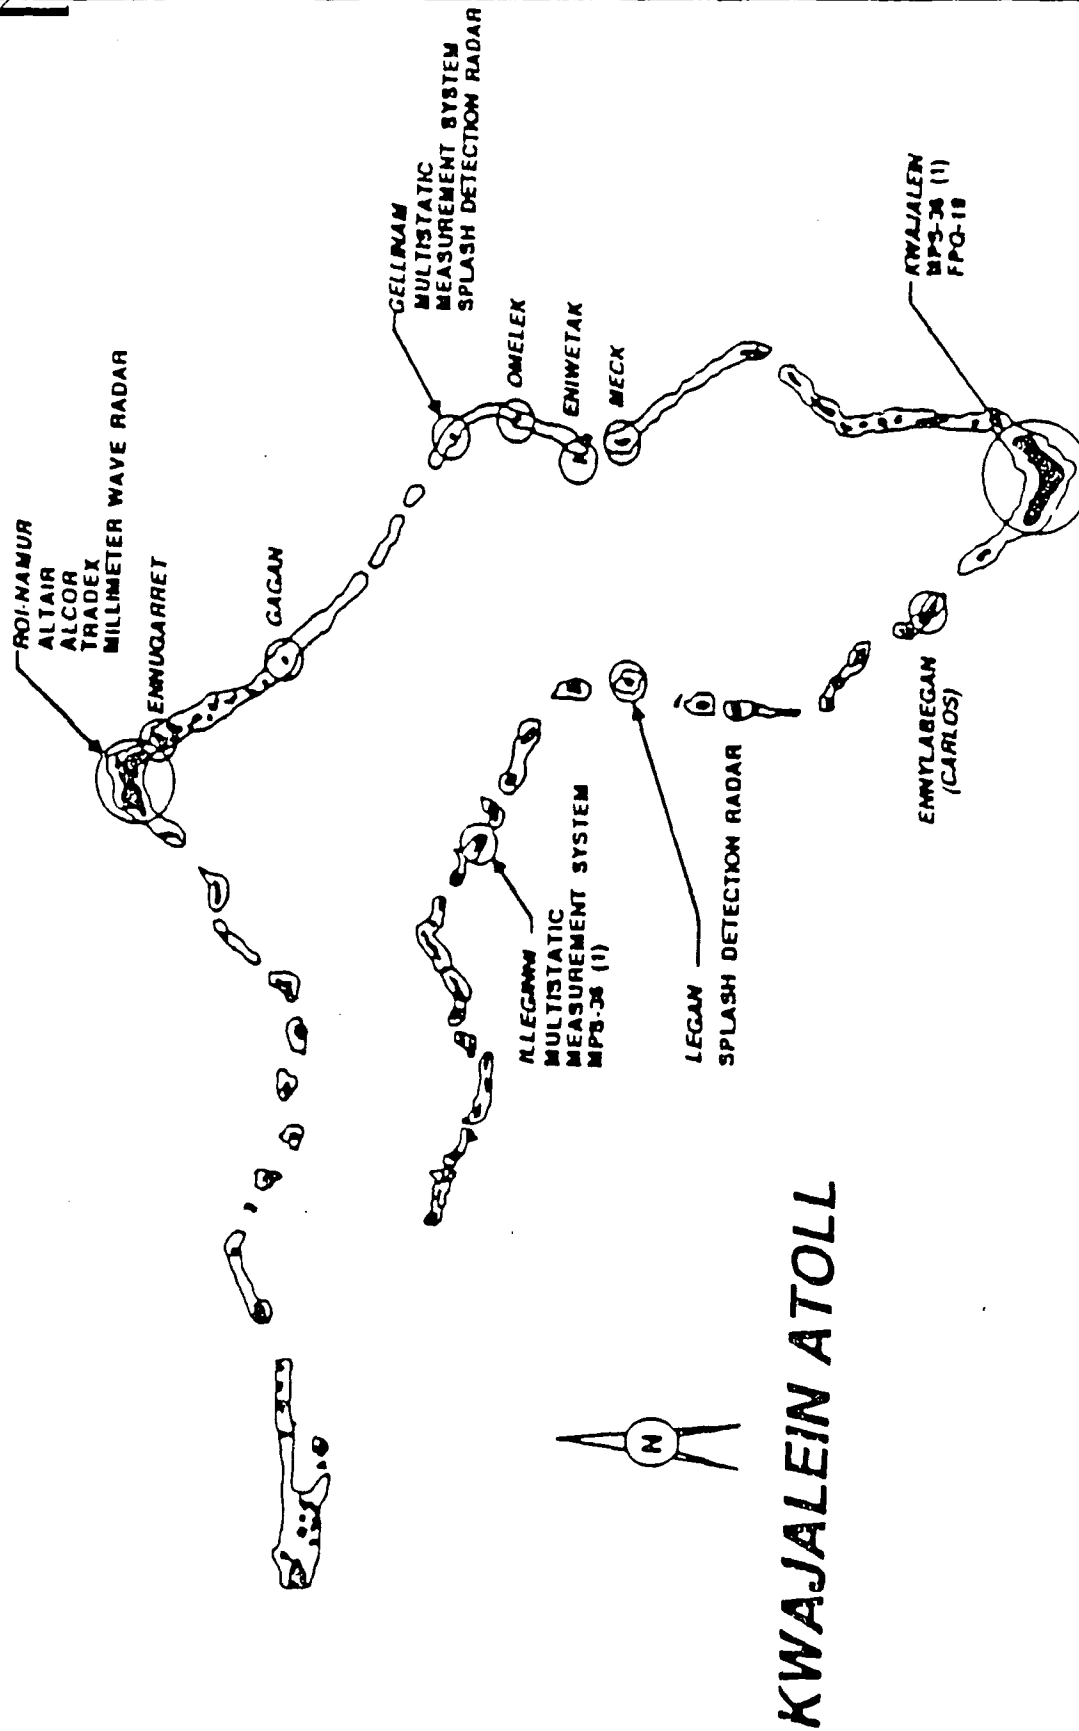 ROI-NAMUR
ALTAIR
ALCOR
TRADEX
MILLIMETER WAVE RADAR
ENNUGARRET
GAGAN
GELLINAM
MULTISTATIC
MEASUREMENT SYSTEM
SPLASH DETECTION RADAR
OMELEK
ENIWETAK
MECK
KWAJALEIN
MPS-36 (1)
FPQ-19
ILLEGINNI
MULTISTATIC
MEASUREMENT SYSTEM
MPS-36 (1)
LEGAN
SPLASH DETECTION RADAR
ENNYLABEGAN
(CARLOS)
N
KWAJALEIN ATOLL